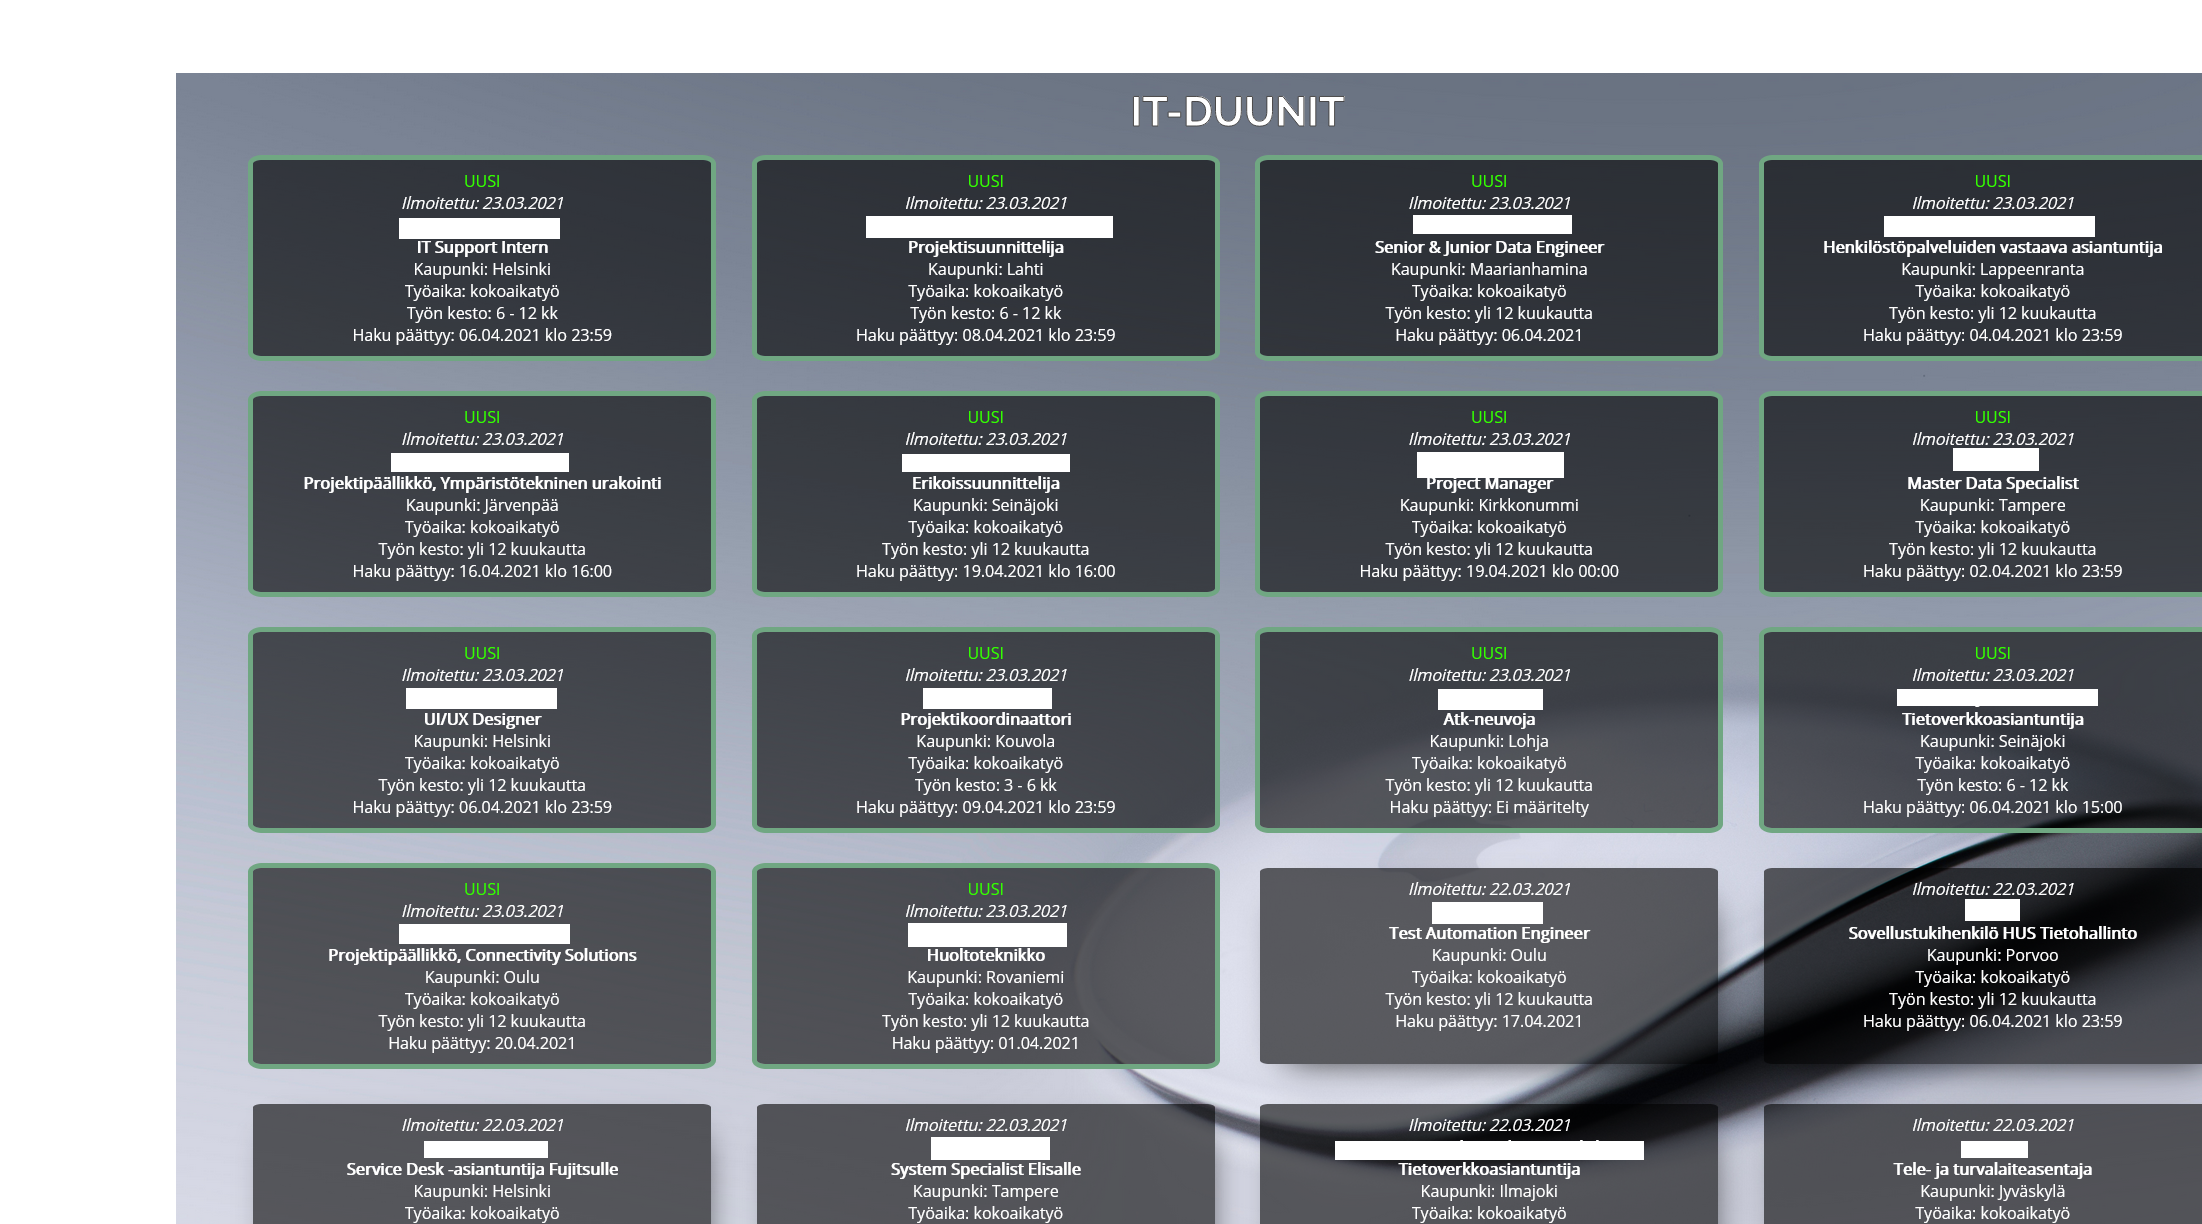 IT-DUUNIT
UUSI
Ilmoitettu: 23.03.2021
IT Support Intern
Kaupunki: Helsinki
Työaika: kokoaikatyö
Työn kesto: 6 - 12 kk
Haku päättyy: 06.04.2021 klo 23:59
UUSI
Ilmoitettu: 23.03.2021
Projektisuunnittelija
Kaupunki: Lahti
Työaika: kokoaikatyö
Työn kesto: 6 - 12 kk
Haku päättyy: 08.04.2021 klo 23:59
UUSI
Ilmoitettu: 23.03.2021
Senior & Junior Data Engineer
Kaupunki: Maarianhamina
Työaika: kokoaikatyö
Työn kesto: yli 12 kuukautta
Haku päättyy: 06.04.2021
UUSI
Ilmoitettu: 23.03.2021
Henkilöstöpalveluiden vastaava asiantuntija
Kaupunki: Lappeenranta
Työaika: kokoaikatyö
Työn kesto: yli 12 kuukautta
Haku päättyy: 04.04.2021 klo 23:59
UUSI
Ilmoitettu: 23.03.2021
Projektipäällikkö, Ympäristötekninen urakointi
Kaupunki: Järvenpää
Työaika: kokoaikatyö
Työn kesto: yli 12 kuukautta
Haku päättyy: 16.04.2021 klo 16:00
UUSI
Ilmoitettu: 23.03.2021
Erikoissuunnittelija
Kaupunki: Seinäjoki
Työaika: kokoaikatyö
Työn kesto: yli 12 kuukautta
Haku päättyy: 19.04.2021 klo 16:00
UUSI
Ilmoitettu: 23.03.2021
Project Manager
Kaupunki: Kirkkonummi
Työaika: kokoaikatyö
Työn kesto: yli 12 kuukautta
Haku päättyy: 19.04.2021 klo 00:00
UUSI
Ilmoitettu: 23.03.2021
Master Data Specialist
Kaupunki: Tampere
Työaika: kokoaikatyö
Työn kesto: yli 12 kuukautta
Haku päättyy: 02.04.2021 klo 23:59
UUSI
Ilmoitettu: 23.03.2021
UI/UX Designer
Kaupunki: Helsinki
Työaika: kokoaikatyö
Työn kesto: yli 12 kuukautta
Haku päättyy: 06.04.2021 klo 23:59
UUSI
Ilmoitettu: 23.03.2021
Projektikoordinaattori
Kaupunki: Kouvola
Työaika: kokoaikatyö
Työn kesto: 3 - 6 kk
Haku päättyy: 09.04.2021 klo 23:59
UUSI
Ilmoitettu: 23.03.2021
Atk-neuvoja
Kaupunki: Lohja
Työaika: kokoaikatyö
Työn kesto: yli 12 kuukautta
Haku päättyy: Ei määritelty
UUSI
Ilmoitettu: 23.03.2021
Tietoverkkoasiantuntija
Kaupunki: Seinäjoki
Työaika: kokoaikatyö
Työn kesto: 6 - 12 kk
Haku päättyy: 06.04.2021 klo 15:00
UUSI
Ilmoitettu: 23.03.2021
Projektipäällikkö, Connectivity Solutions
Kaupunki: Oulu
Työaika: kokoaikatyö
Työn kesto: yli 12 kuukautta
Haku päättyy: 20.04.2021
UUSI
Ilmoitettu: 23.03.2021
Huoltoteknikko
Kaupunki: Rovaniemi
Työaika: kokoaikatyö
Työn kesto: yli 12 kuukautta
Haku päättyy: 01.04.2021
Ilmoitettu: 22.03.2021
Test Automation Engineer
Kaupunki: Oulu
Työaika: kokoaikatyö
Työn kesto: yli 12 kuukautta
Haku päättyy: 17.04.2021
Ilmoitettu: 22.03.2021
Sovellustukihenkilö HUS Tietohallinto
Kaupunki: Porvoo
Työaika: kokoaikatyö
Työn kesto: yli 12 kuukautta
Haku päättyy: 06.04.2021 klo 23:59
Ilmoitettu: 22.03.2021
Service Desk -asiantuntija Fujitsulle
Kaupunki: Helsinki
Työaika: kokoaikatyö
Ilmoitettu: 22.03.2021
System Specialist Elisalle
Kaupunki: Tampere
Työaika: kokoaikatyö
Ilmoitettu: 22.03.2021
Tietoverkkoasiantuntija
Kaupunki: Ilmajoki
Työaika: kokoaikatyö
Ilmoitettu: 22.03.2021
Tele- ja turvalaiteasentaja
Kaupunki: Jyväskylä
Työaika: kokoaikatyö